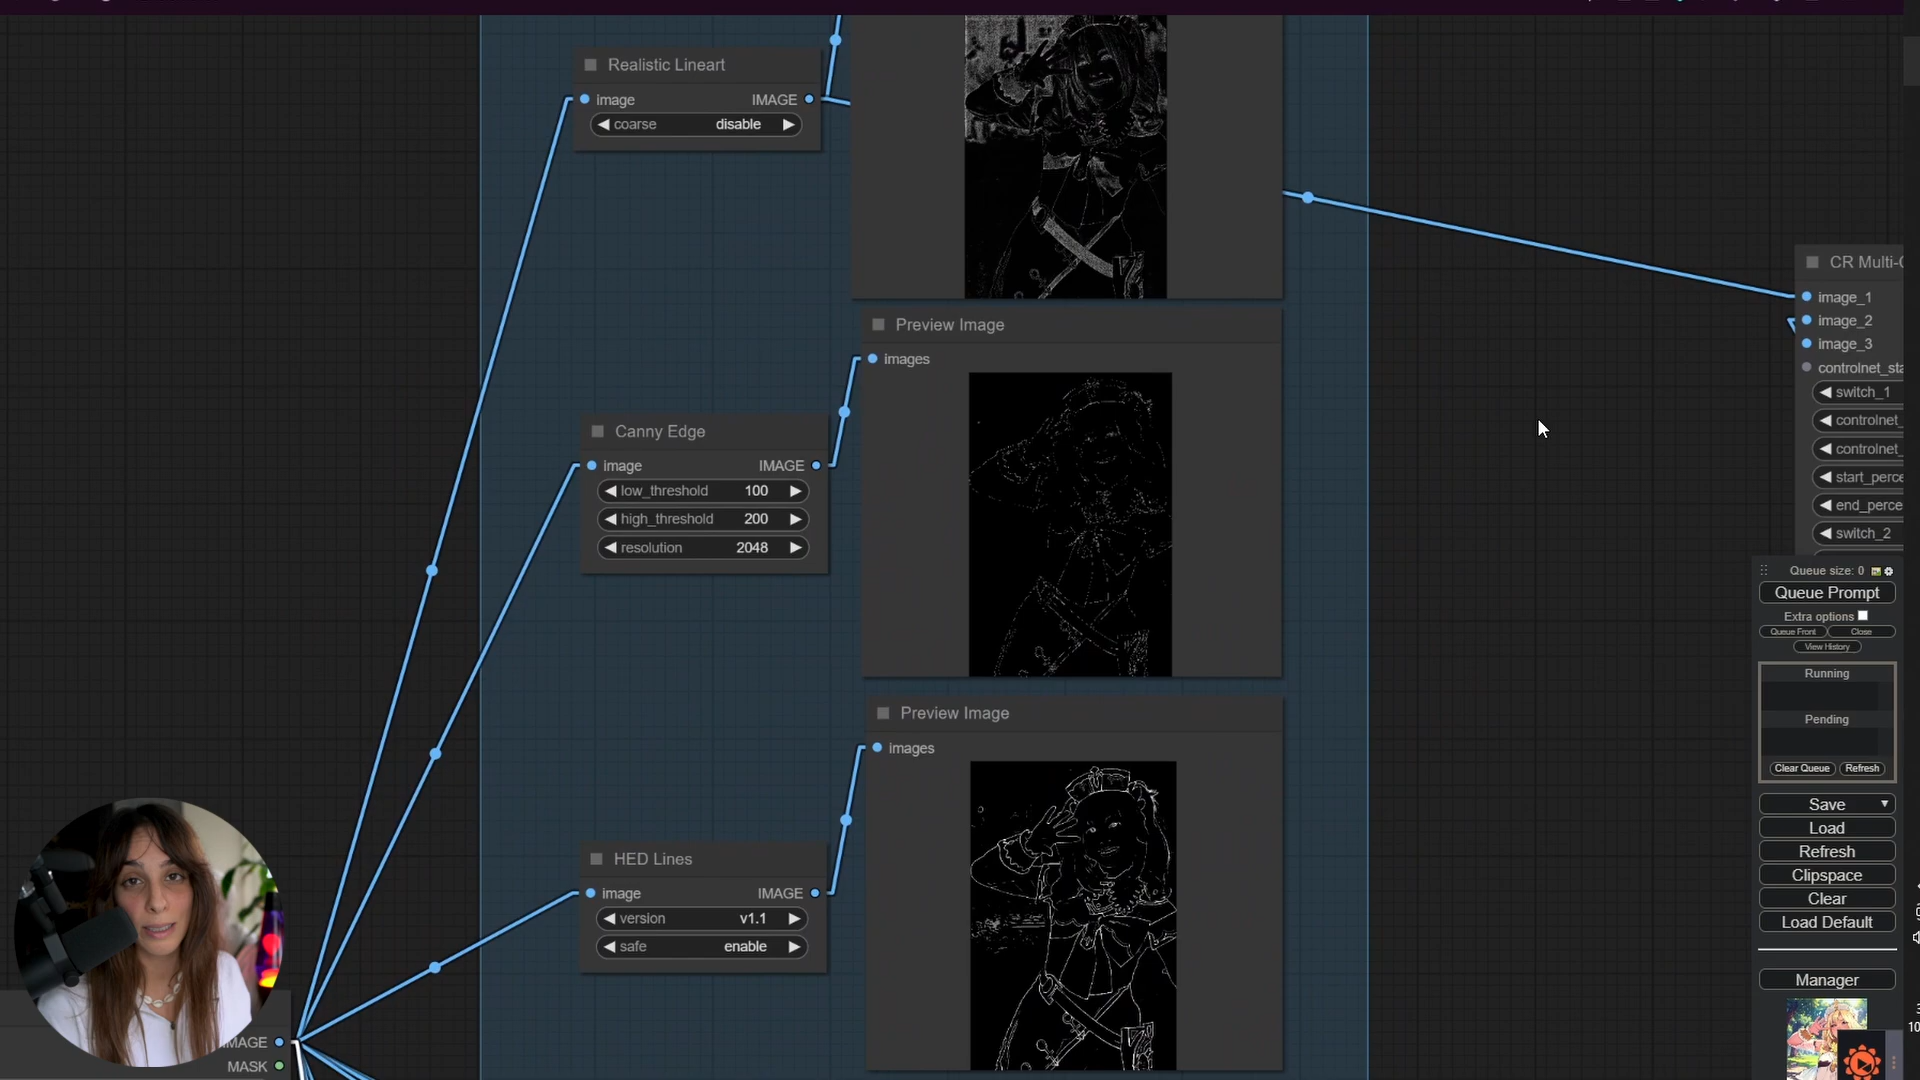 Realistic Lineart
image IMAGE
coarse disable
Preview Image
images
Canny Edge
image IMAGE
low_threshold 100
high_threshold 200
resolution 2048
Preview Image
images
HED Lines
image IMAGE
version v1.1
safe enable
MASK
CR Multi-C
image_1
image_2
image_3
controlnet_sta
switch_1
controlnet_
controlnet_
start_perce
end_perce
switch_2
Queue size: 0
Queue Prompt
Extra options
Queue Front Close
View History
Running
Pending
Clear Queue Refresh
Save
Load
Refresh
Clipspace
Clear
Load Default
Manager